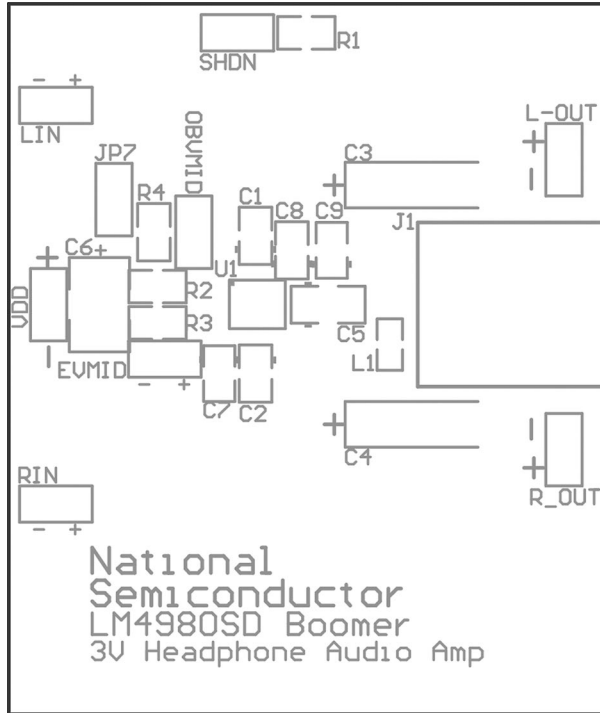 R1
SHDN
- +
LIN
L-OUT
+
-
OBVMID
JP7
R4
C1
C8
C9
C3
+
J1
+
C6+
U1
VDD
R2
R3
C5
L1
-
EVMID
- +
C7
C2
+
C4
-
+
R_OUT
RIN
- +
National
Semiconductor
LM4980SD Boomer
3V Headphone Audio Amp